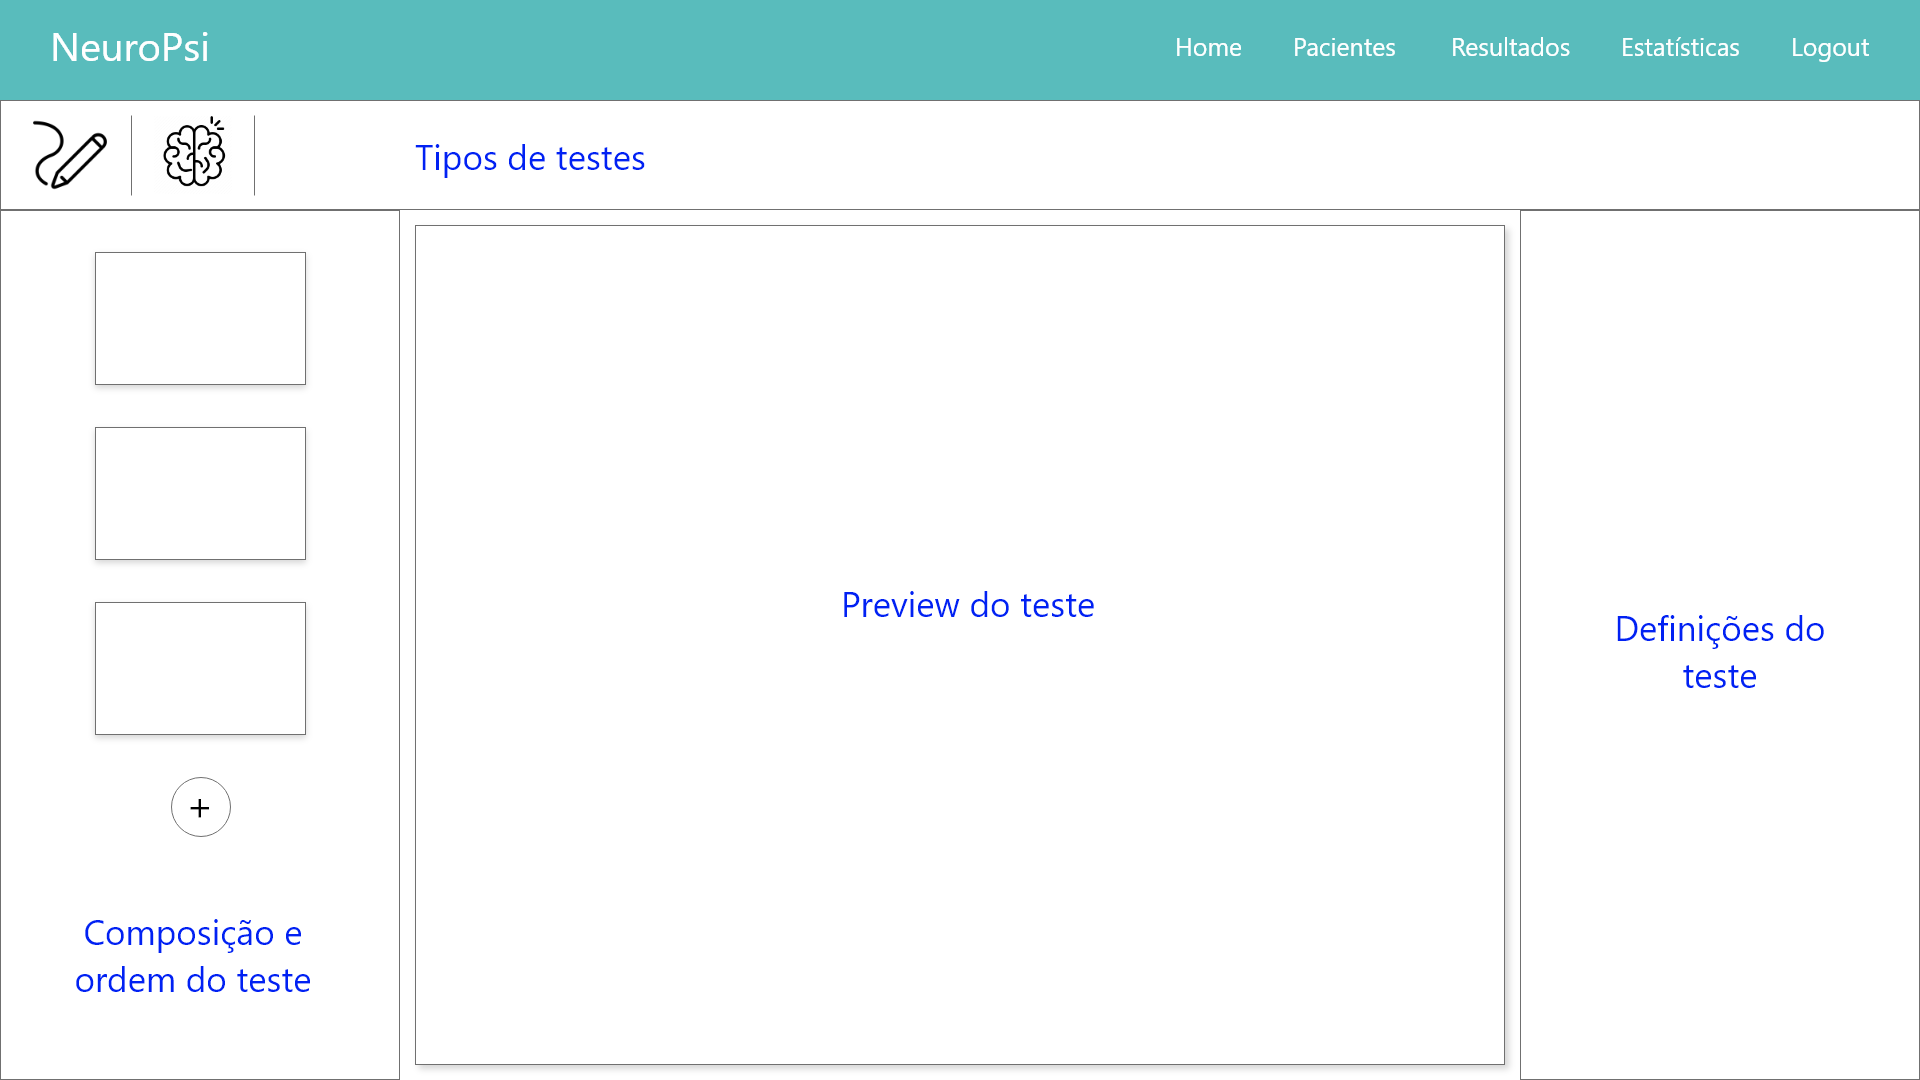 NeuroPsi
Home Pacientes Resultados Estatísticas Logout
Tipos de testes
Preview do teste
Definições do
teste
+
Composição e
ordem do teste